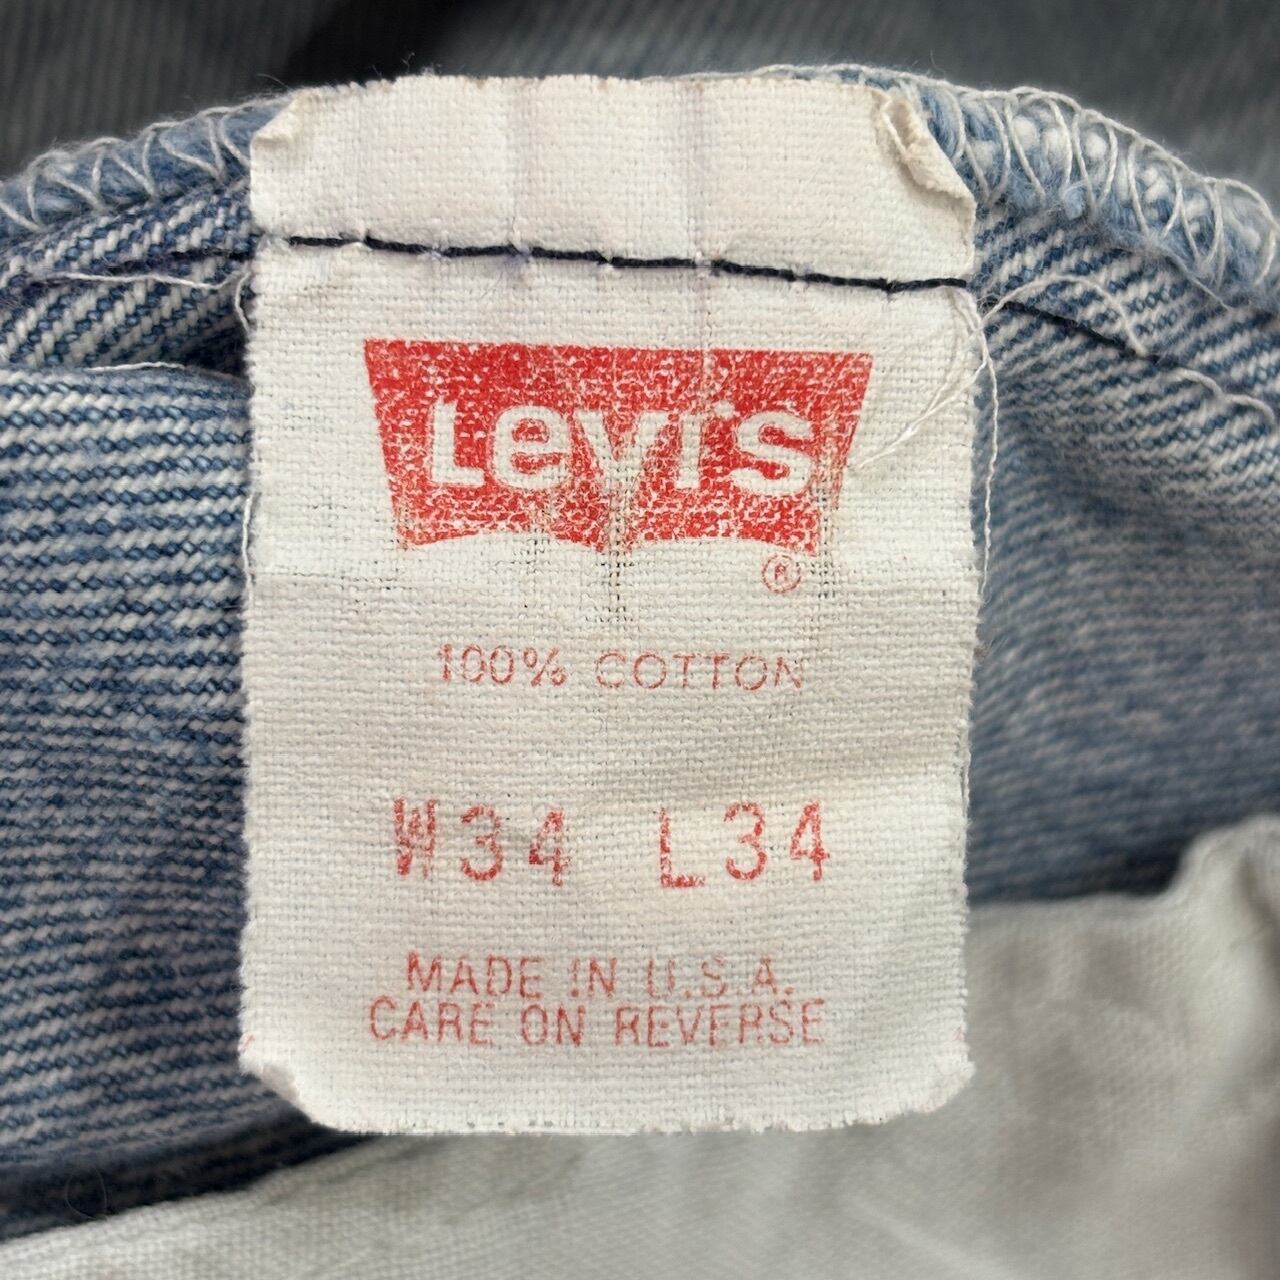 Levi's
®
100% COTTON
W34 L34
MADE IN U.S.A.
CARE ON REVERSE